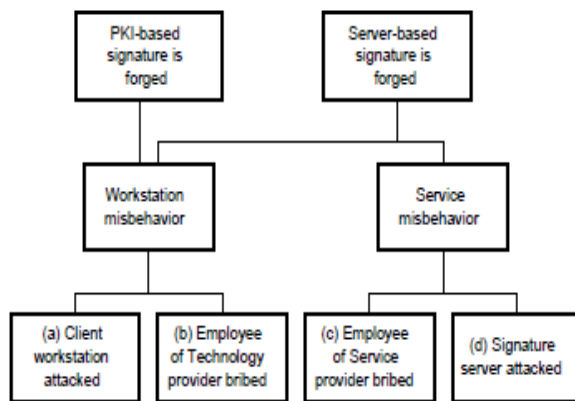 PKI-based
signature is
forged
Server-based
signature is
forged
Workstation
misbehavior
Service
misbehavior
(a) Client
workstation
attacked
(b) Employee
of Technology
provider bribed
(c) Employee
of Service
provider bribed
(d) Signature
server attacked